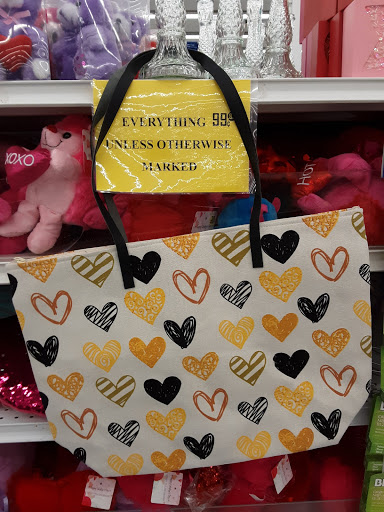 EVERYTHING 99¢
UNLESS OTHERWISE
MARKED
XOXO